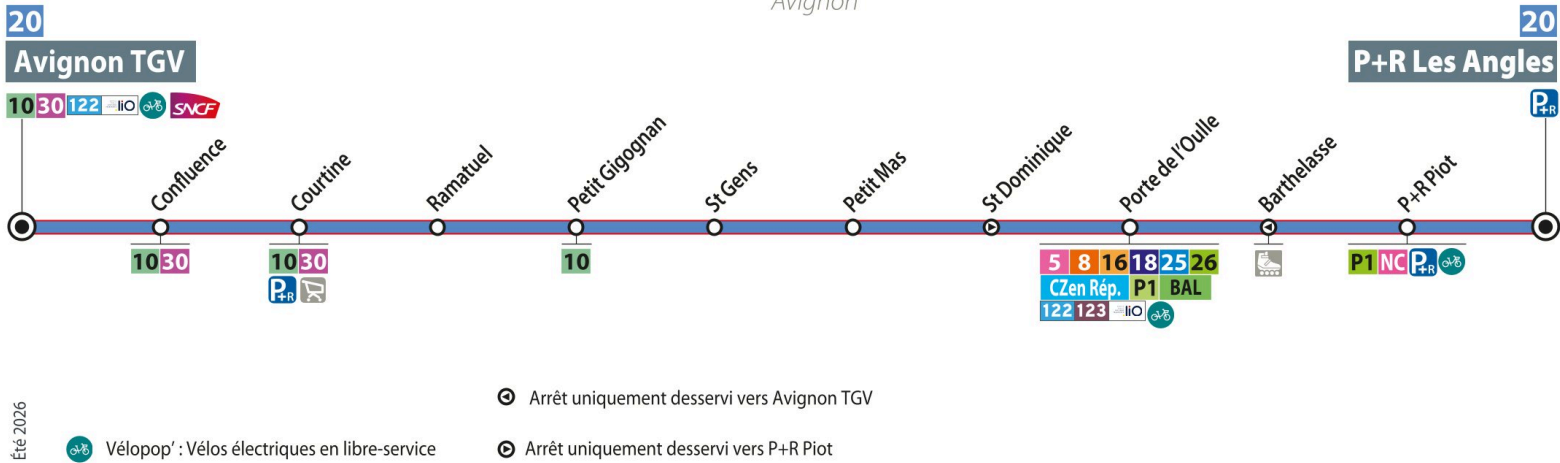 Avignon
20
20
Avignon TGV
P+R Les Angles
10 30 122 liO SNCF
P+R
Confluence
Courtine
Ramatuel
Petit Gigognan
St Gens
Petit Mas
St Dominique
Porte de l'Oulle
Barthelasse
P+R Piot
10 30
10 30
P+R
10
5 8 16 18 25 26
CZen Rép. P1 BAL
122 123 liO
P1 NC P+R
Arrêt uniquement desservi vers Avignon TGV
Été 2026
Vélopop' : Vélos électriques en libre-service
Arrêt uniquement desservi vers P+R Piot